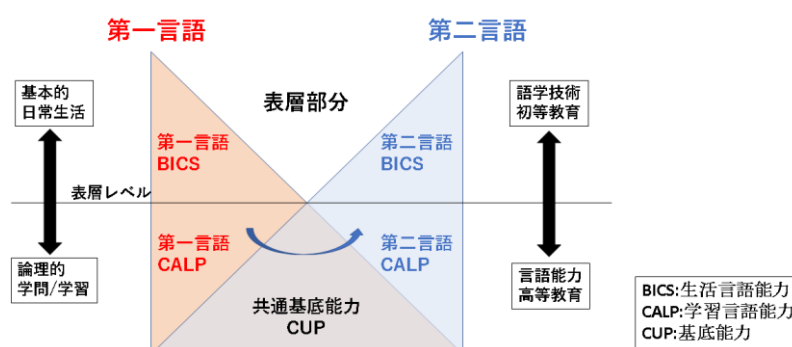 第一言語
第二言語
基本的
日常生活
表層部分
語学技術
初等教育
第一言語
BICS
第二言語
BICS
表層レベル
第一言語
CALP
第二言語
CALP
論理的
学問/学習
言語能力
高等教育
共通基底能力
CUP
BICS:生活言語能力
CALP:学習言語能力
CUP:基底能力